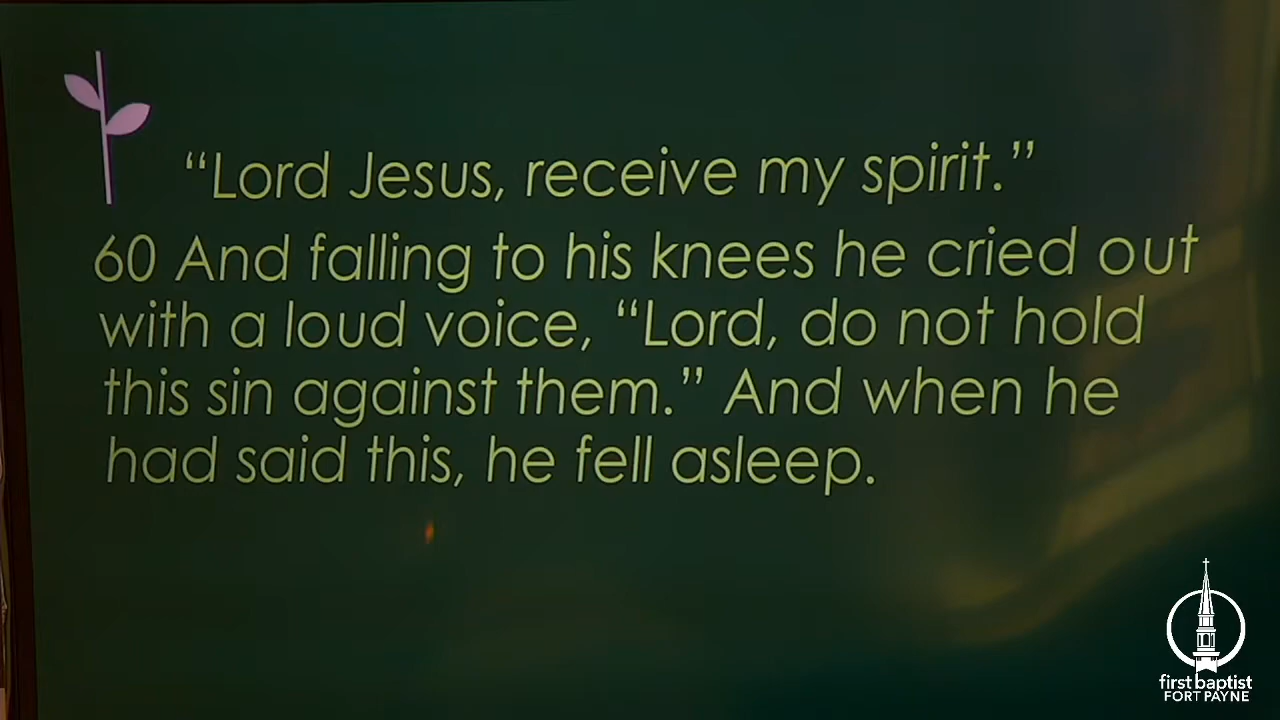 “Lord Jesus, receive my spirit.”
60 And falling to his knees he cried out
with a loud voice, “Lord, do not hold
this sin against them.” And when he
had said this, he fell asleep.
first baptist
FORT PAYNE